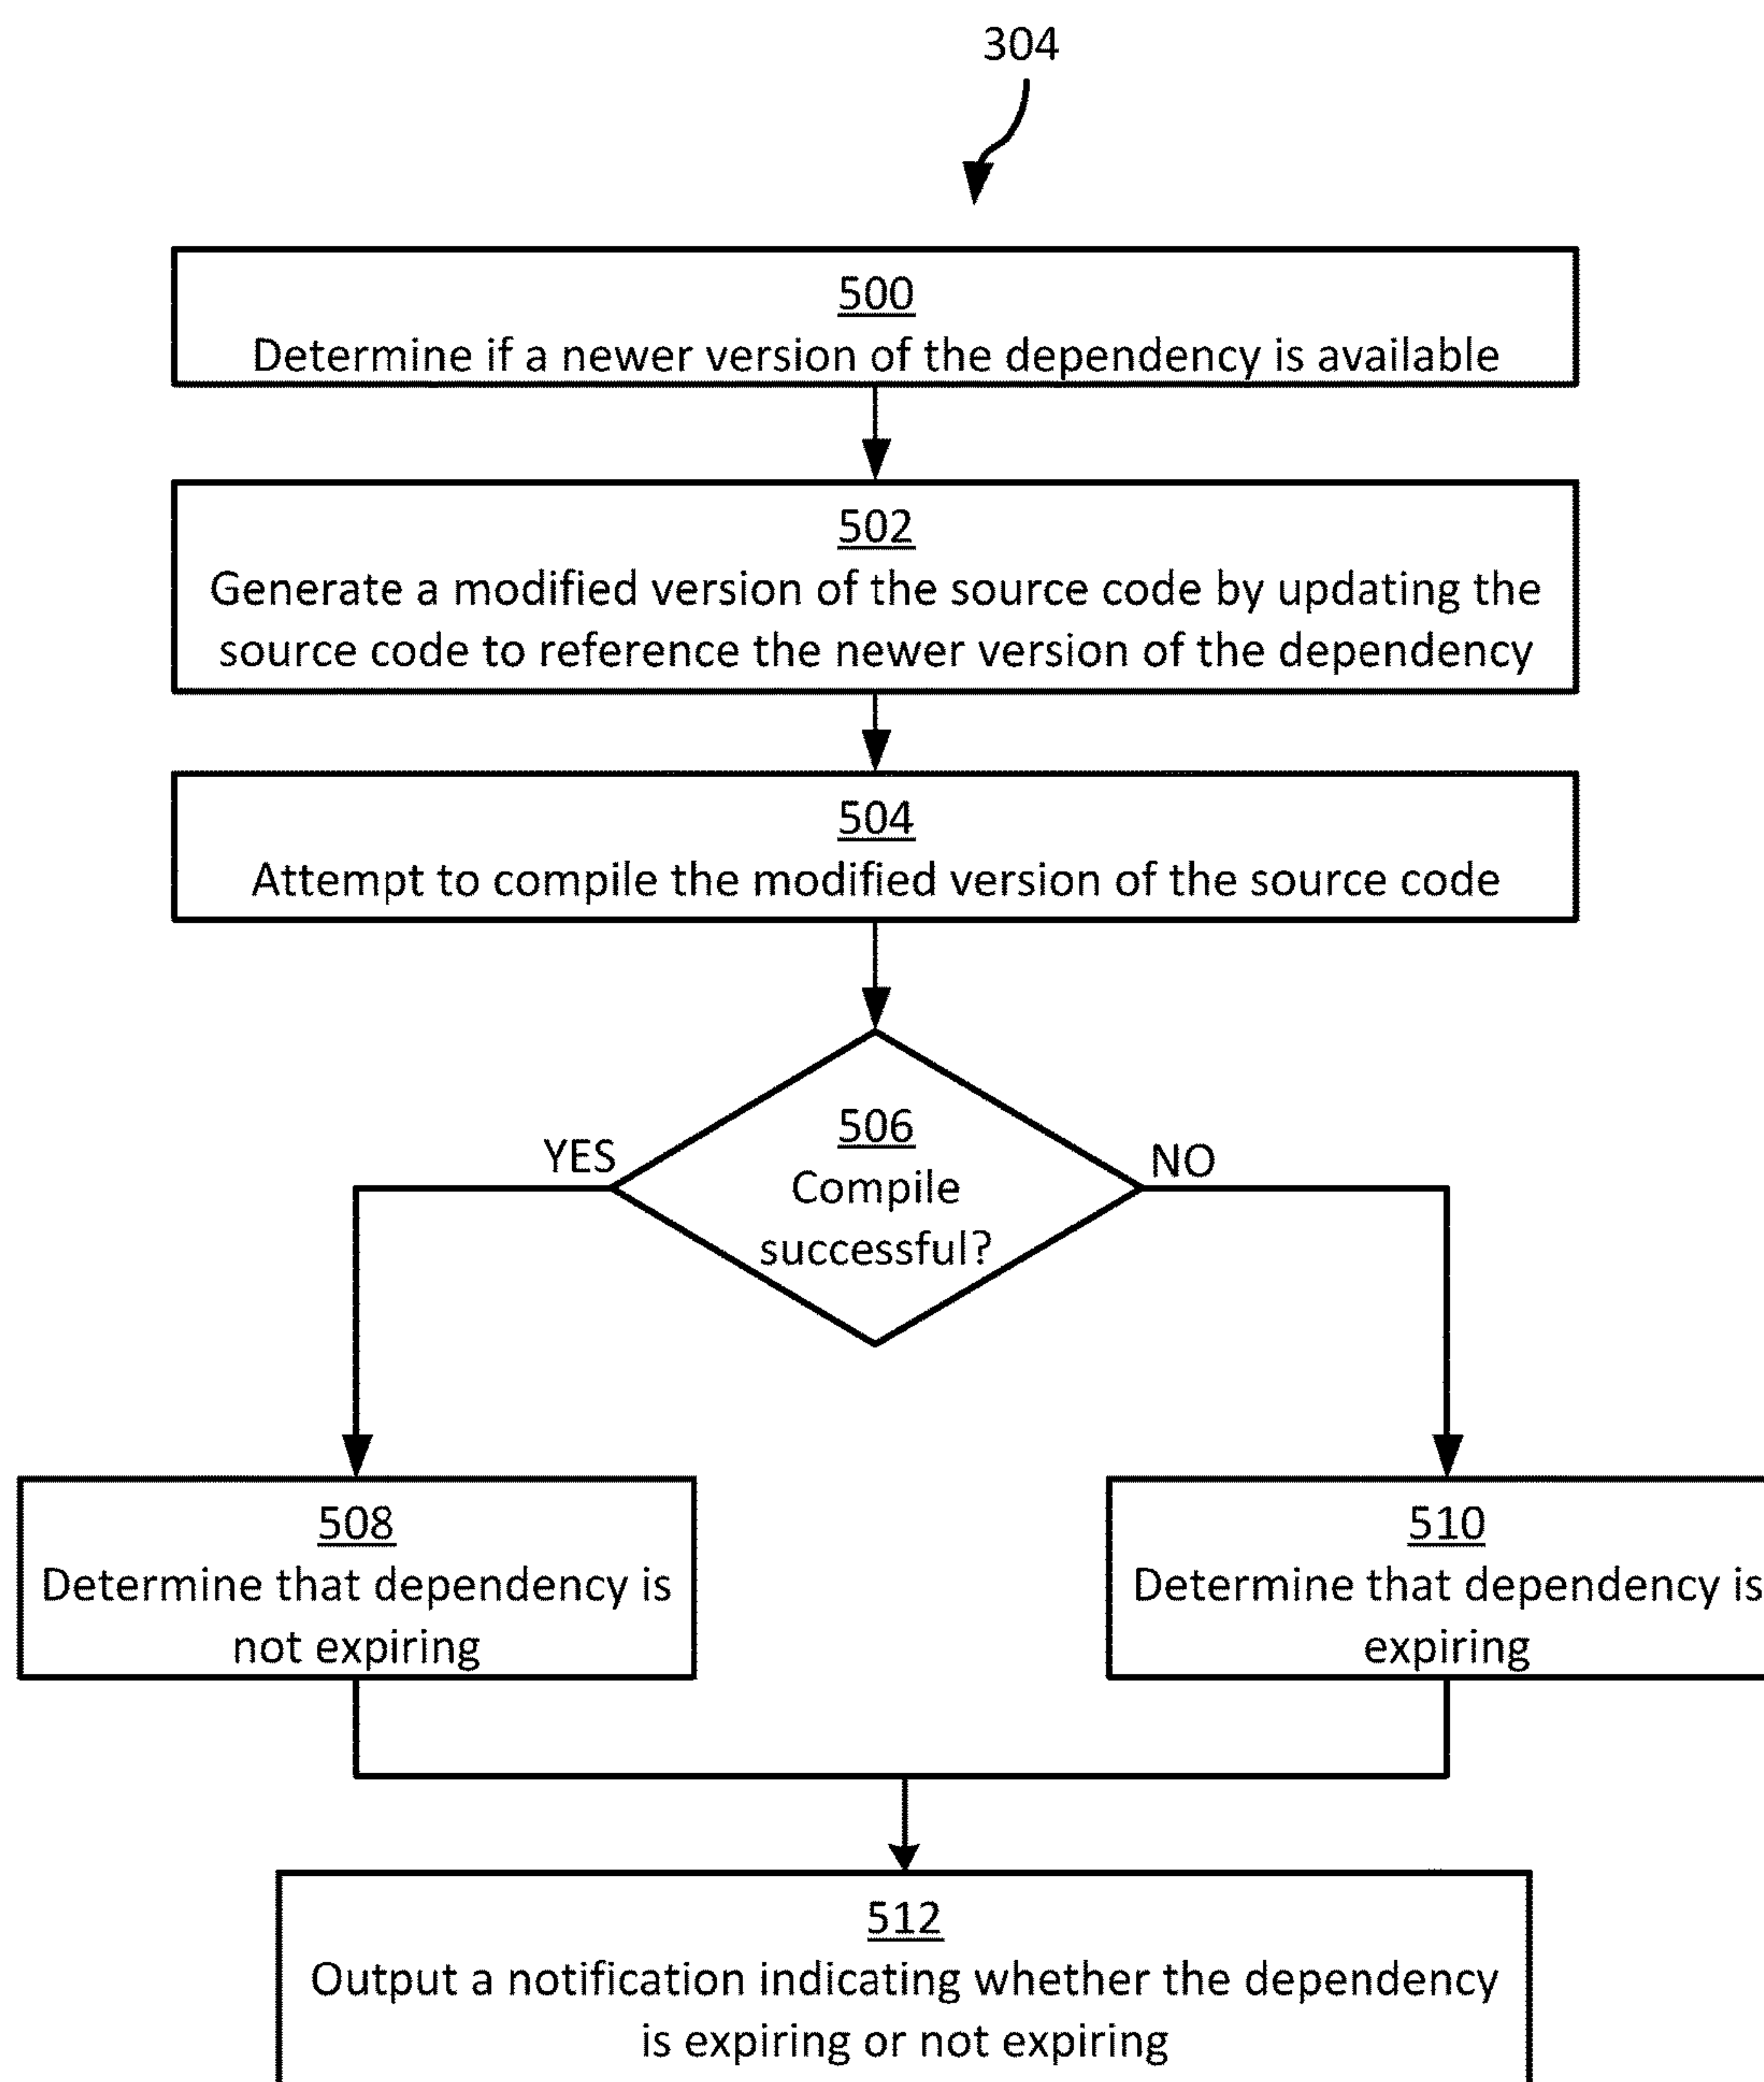 304
500
Determine if a newer version of the dependency is available
502
Generate a modified version of the source code by updating the
source code to reference the newer version of the dependency
504
Attempt to compile the modified version of the source code
506
Compile
successful?
YES
NO
508
Determine that dependency is
not expiring
510
Determine that dependency is
expiring
512
Output a notification indicating whether the dependency
is expiring or not expiring